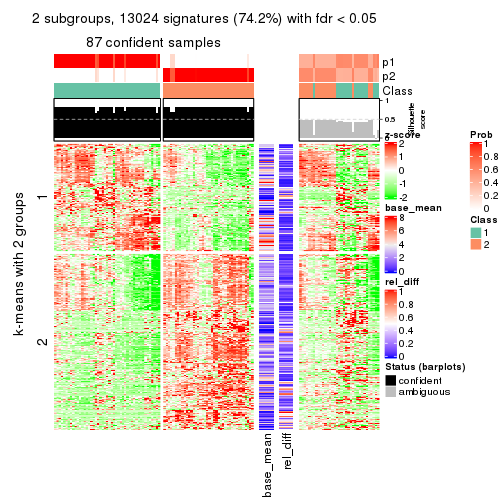 2 subgroups, 13024 signatures (74.2%) with fdr < 0.05
87 confident samples
p1
p2
Class
1
0.5
0
Silhouette
score
k-means with 2 groups
1
2
base_mean
rel_diff
z-score
2
1
0
-1
-2
base_mean
8
6
4
2
0
rel_diff
1
0.8
0.6
0.4
0.2
0
Status (barplots)
confident
ambiguous
Prob
1
0.8
0.6
0.4
0.2
0
Class
1
2